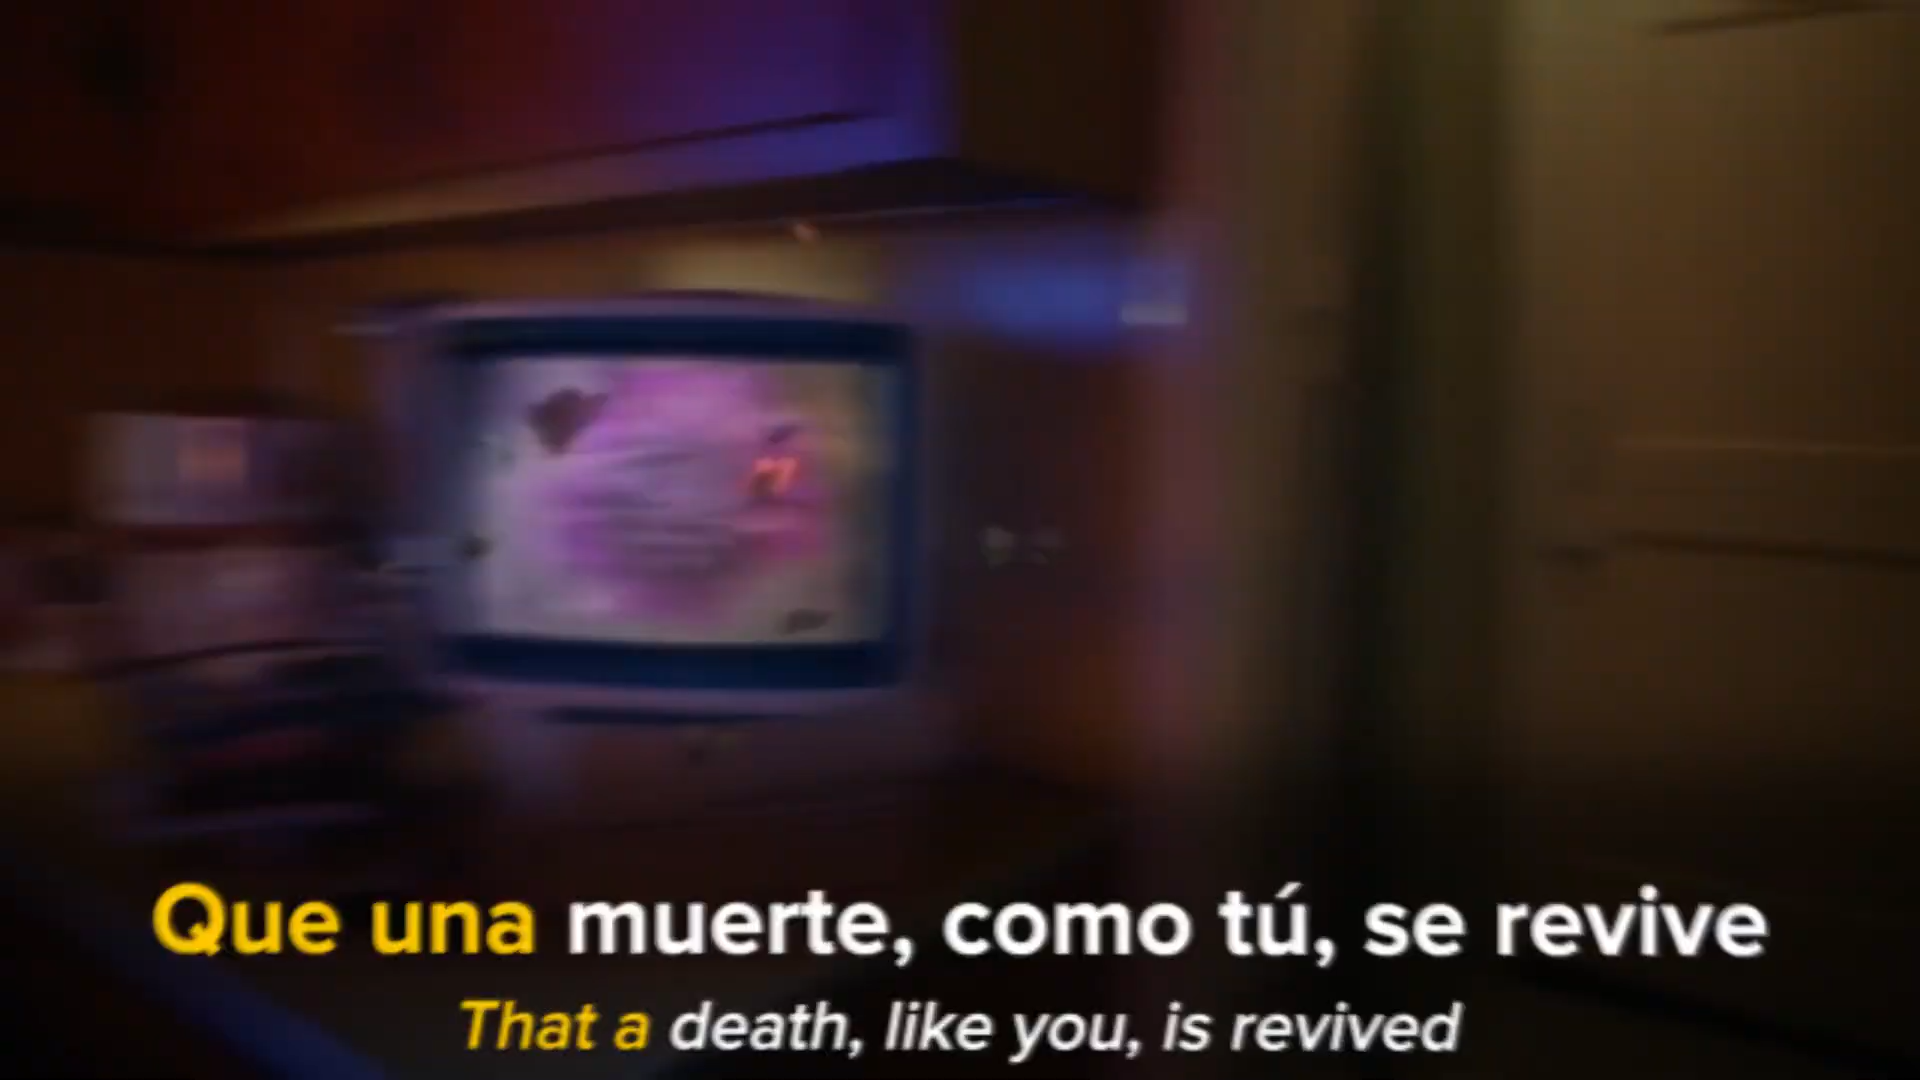 Que una muerte, como tú, se revive
That a death, like you, is revived